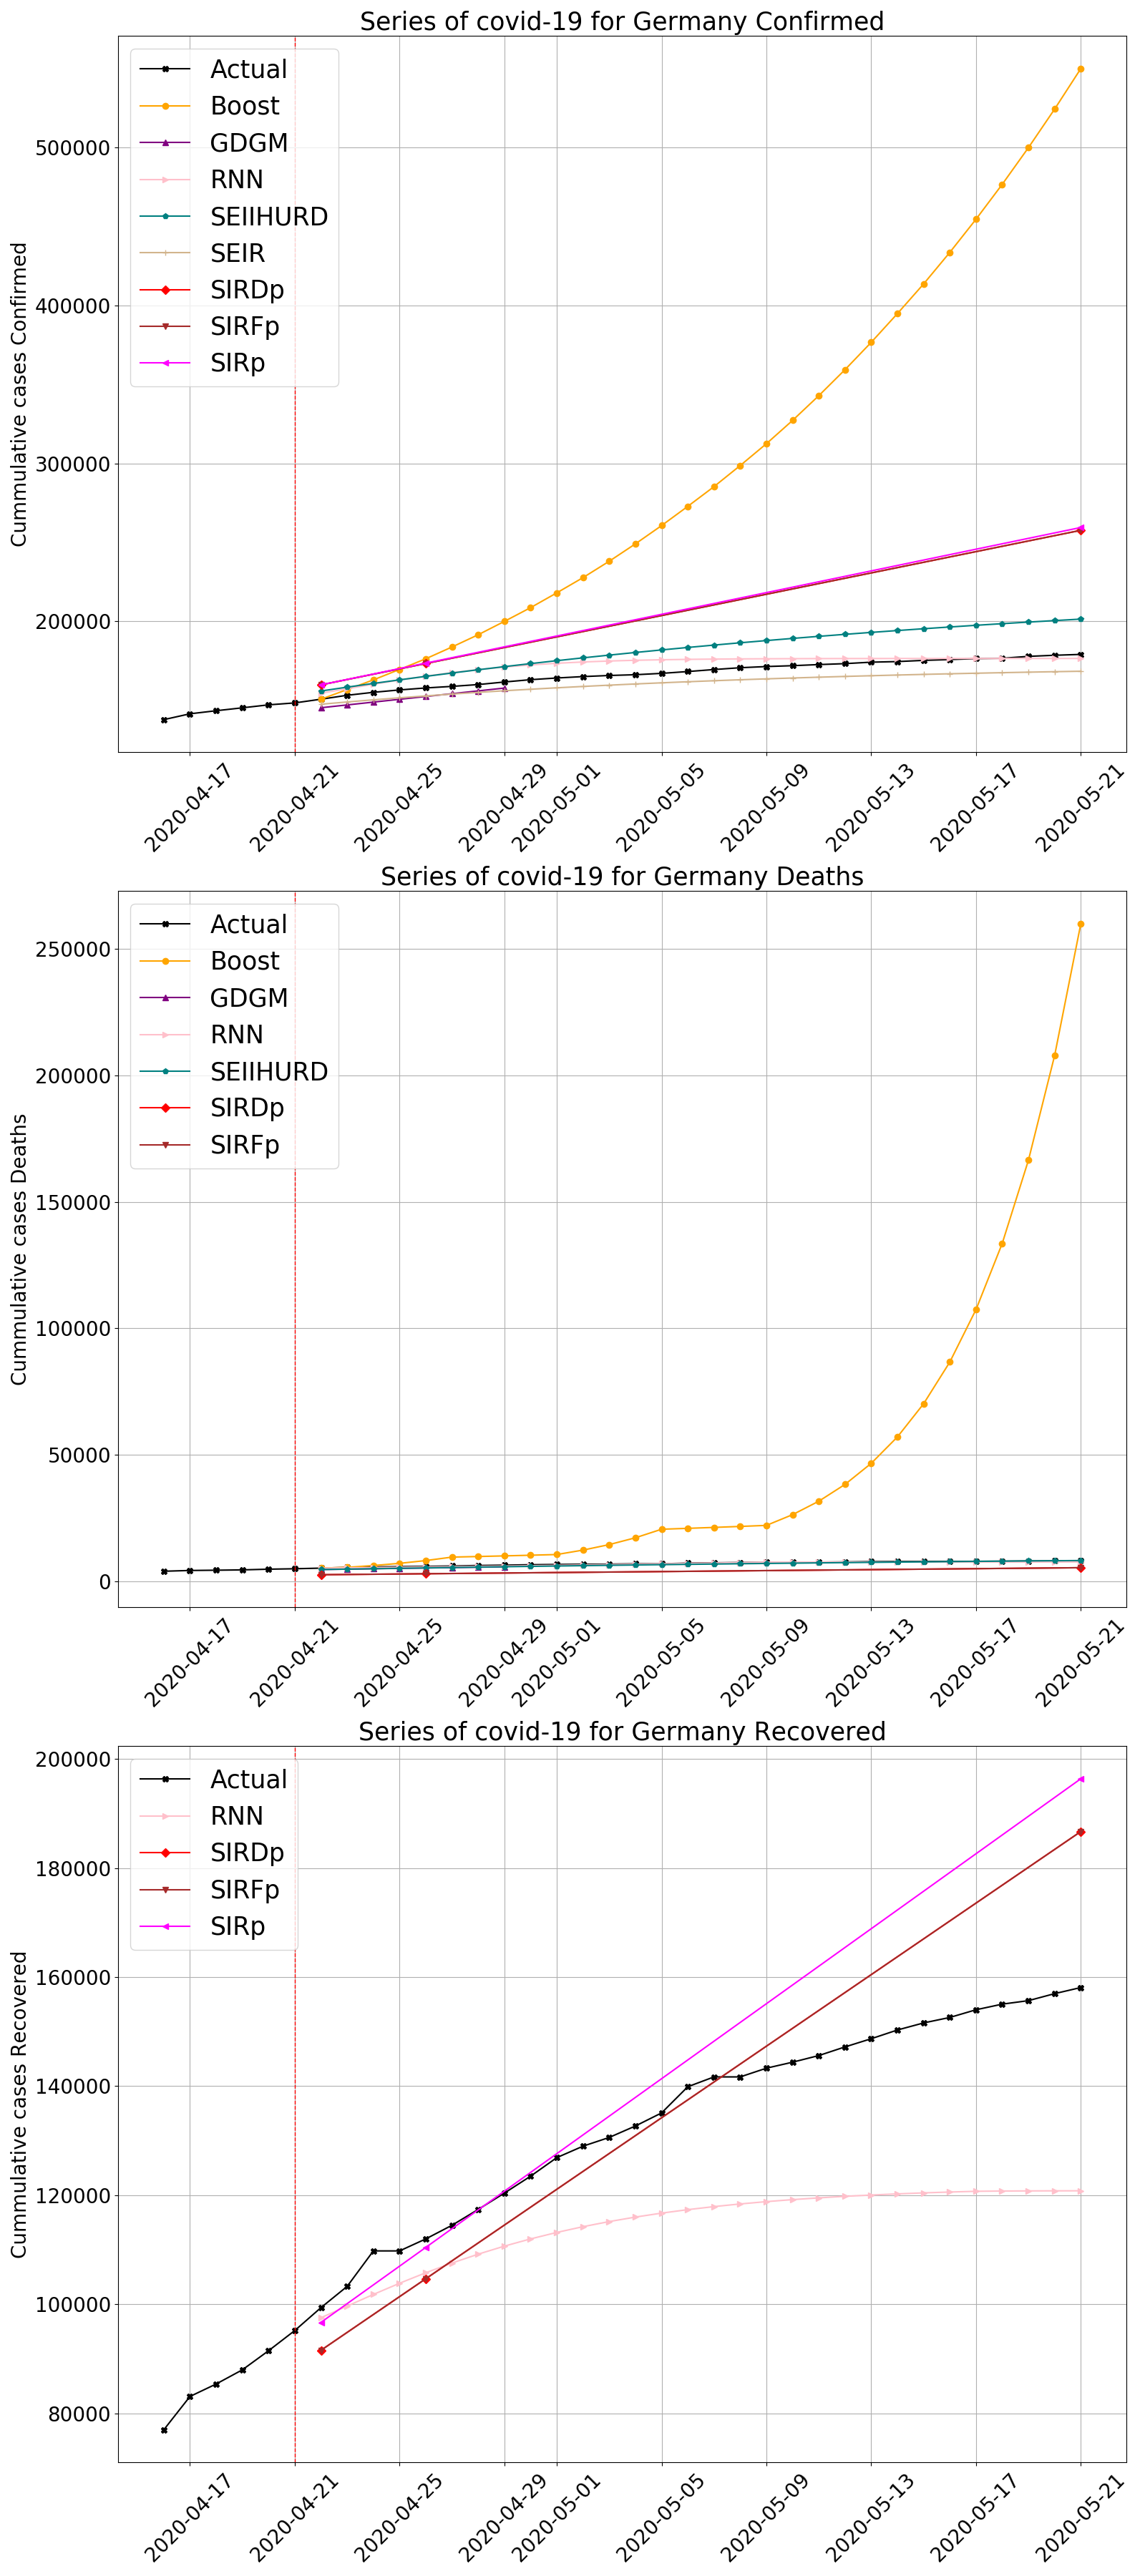 Series of covid-19 for Germany Confirmed
Actual
Boost
GDGM
RNN
SEIIHURD
SEIR
SIRDp
SIRFp
SIRp
Cummulative cases Confirmed
500000
400000
300000
200000
2020-04-17
2020-04-21
2020-04-25
2020-04-29
2020-05-01
2020-05-05
2020-05-09
2020-05-13
2020-05-17
2020-05-21
Series of covid-19 for Germany Deaths
Actual
Boost
GDGM
RNN
SEIIHURD
SIRDp
SIRFp
Cummulative cases Deaths
250000
200000
150000
100000
50000
0
2020-04-17
2020-04-21
2020-04-25
2020-04-29
2020-05-01
2020-05-05
2020-05-09
2020-05-13
2020-05-17
2020-05-21
Series of covid-19 for Germany Recovered
Actual
RNN
SIRDp
SIRFp
SIRp
Cummulative cases Recovered
200000
180000
160000
140000
120000
100000
80000
2020-04-17
2020-04-21
2020-04-25
2020-04-29
2020-05-01
2020-05-05
2020-05-09
2020-05-13
2020-05-17
2020-05-21